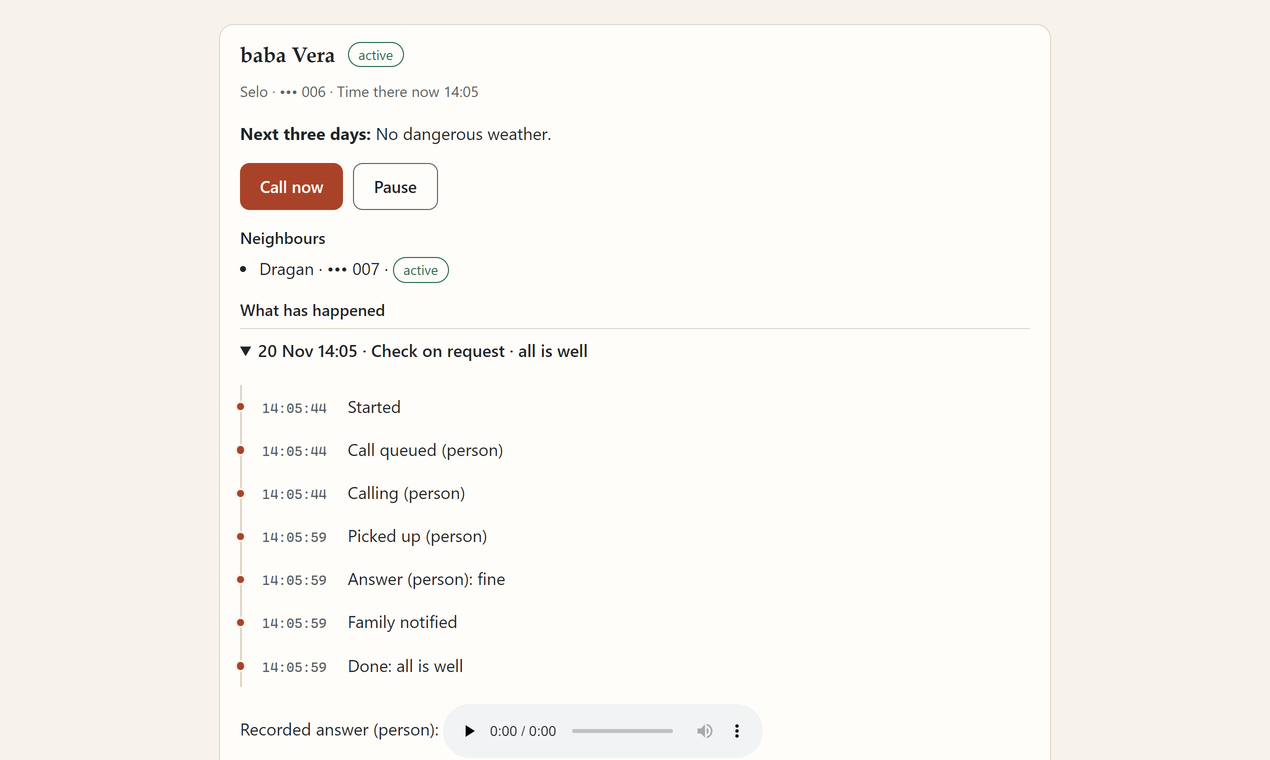 baba Vera active
Selo · ••• 006 · Time there now 14:05
Next three days: No dangerous weather.
Call now Pause
Neighbours
• Dragan · ••• 007 · active
What has happened
▼ 20 Nov 14:05 · Check on request · all is well
14:05:44 Started
14:05:44 Call queued (person)
14:05:44 Calling (person)
14:05:59 Picked up (person)
14:05:59 Answer (person): fine
14:05:59 Family notified
14:05:59 Done: all is well
Recorded answer (person): 0:00 / 0:00